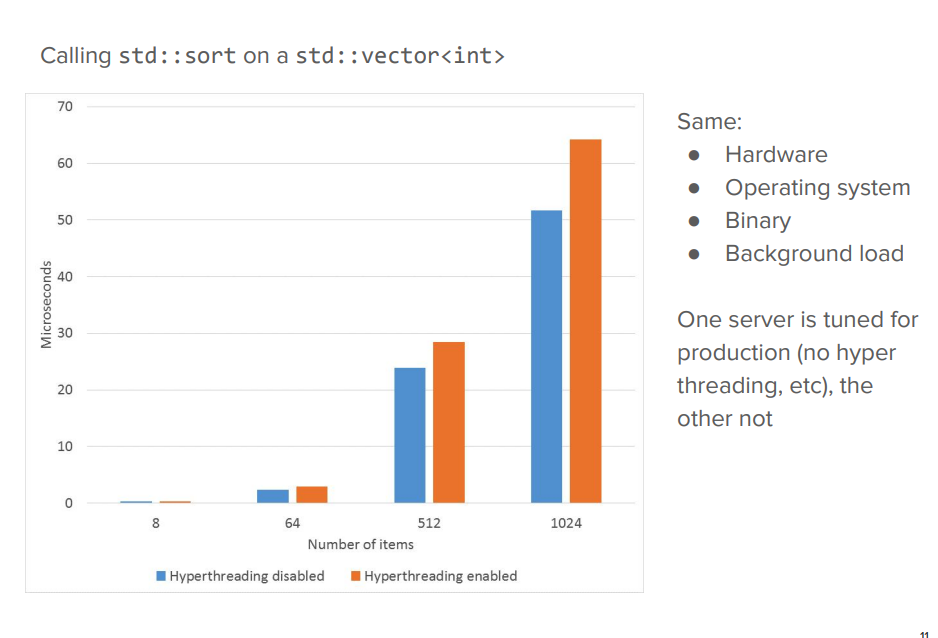 Calling std::sort on a std::vector<int>
70
60
50
40
30
20
10
0
Microseconds
8 64 512 1024
Number of items
Hyperthreading disabled Hyperthreading enabled
Same:
● Hardware
● Operating system
● Binary
● Background load
One server is tuned for
production (no hyper
threading, etc), the
other not
11